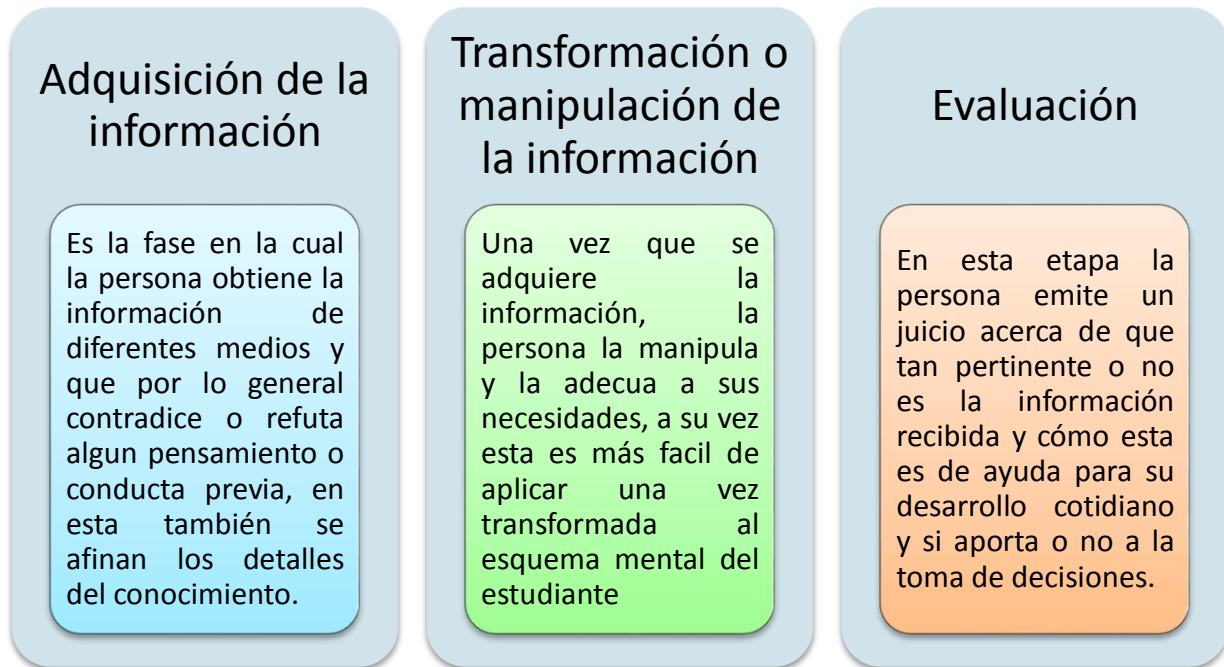 Adquisición de la
información
Es la fase en la cual
la persona obtiene la
información de
diferentes medios y
que por lo general
contradice o refuta
algun pensamiento o
conducta previa, en
esta también se
afinan los detalles
del conocimiento.
Transformación o
manipulación de
la información
Una vez que se
adquiere la
información, la
persona la manipula
y la adecua a sus
necesidades, a su vez
esta es más facil de
aplicar una vez
transformada al
esquema mental del
estudiante
Evaluación
En esta etapa la
persona emite un
juicio acerca de que
tan pertinente o no
es la información
recibida y cómo esta
es de ayuda para su
desarrollo cotidiano
y si aporta o no a la
toma de decisiones.